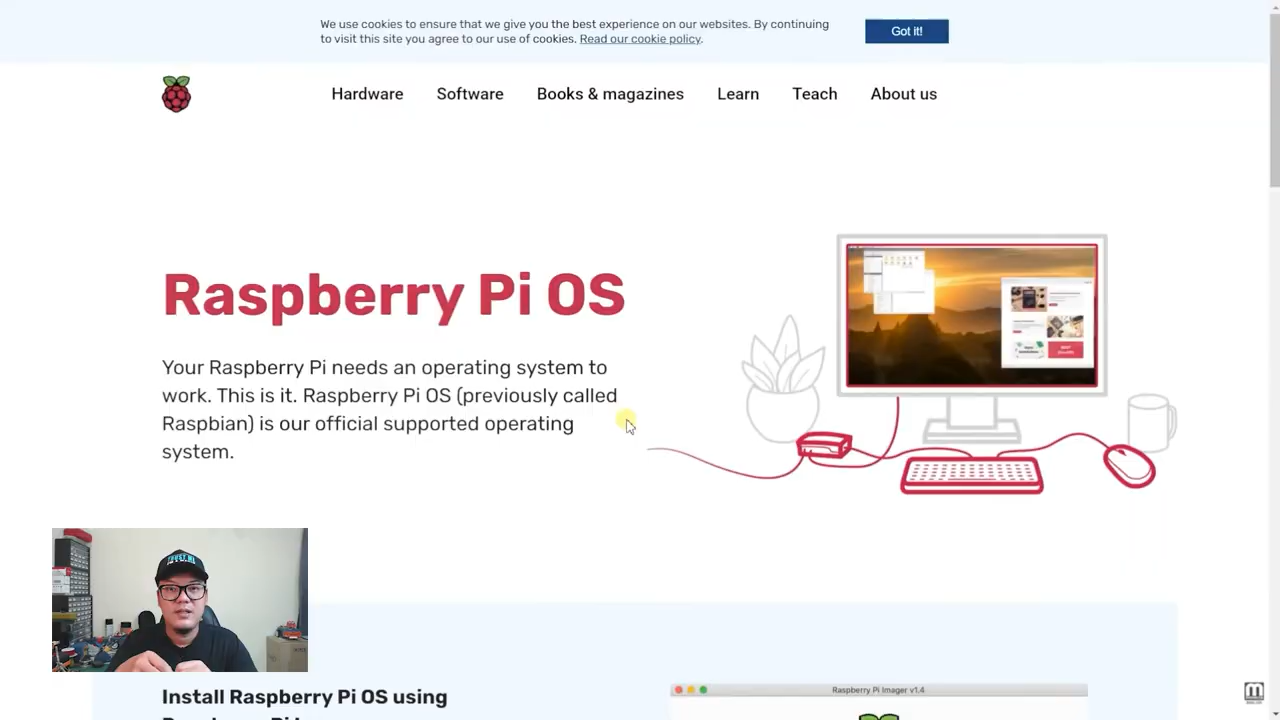 We use cookies to ensure that we give you the best experience on our websites. By continuing
to visit this site you agree to our use of cookies. Read our cookie policy.
Got it!
Hardware Software Books & magazines Learn Teach About us
Raspberry Pi OS
Your Raspberry Pi needs an operating system to
work. This is it. Raspberry Pi OS (previously called
Raspbian) is our official supported operating
system.
Install Raspberry Pi OS using
Raspberry Pi Imager v1.4